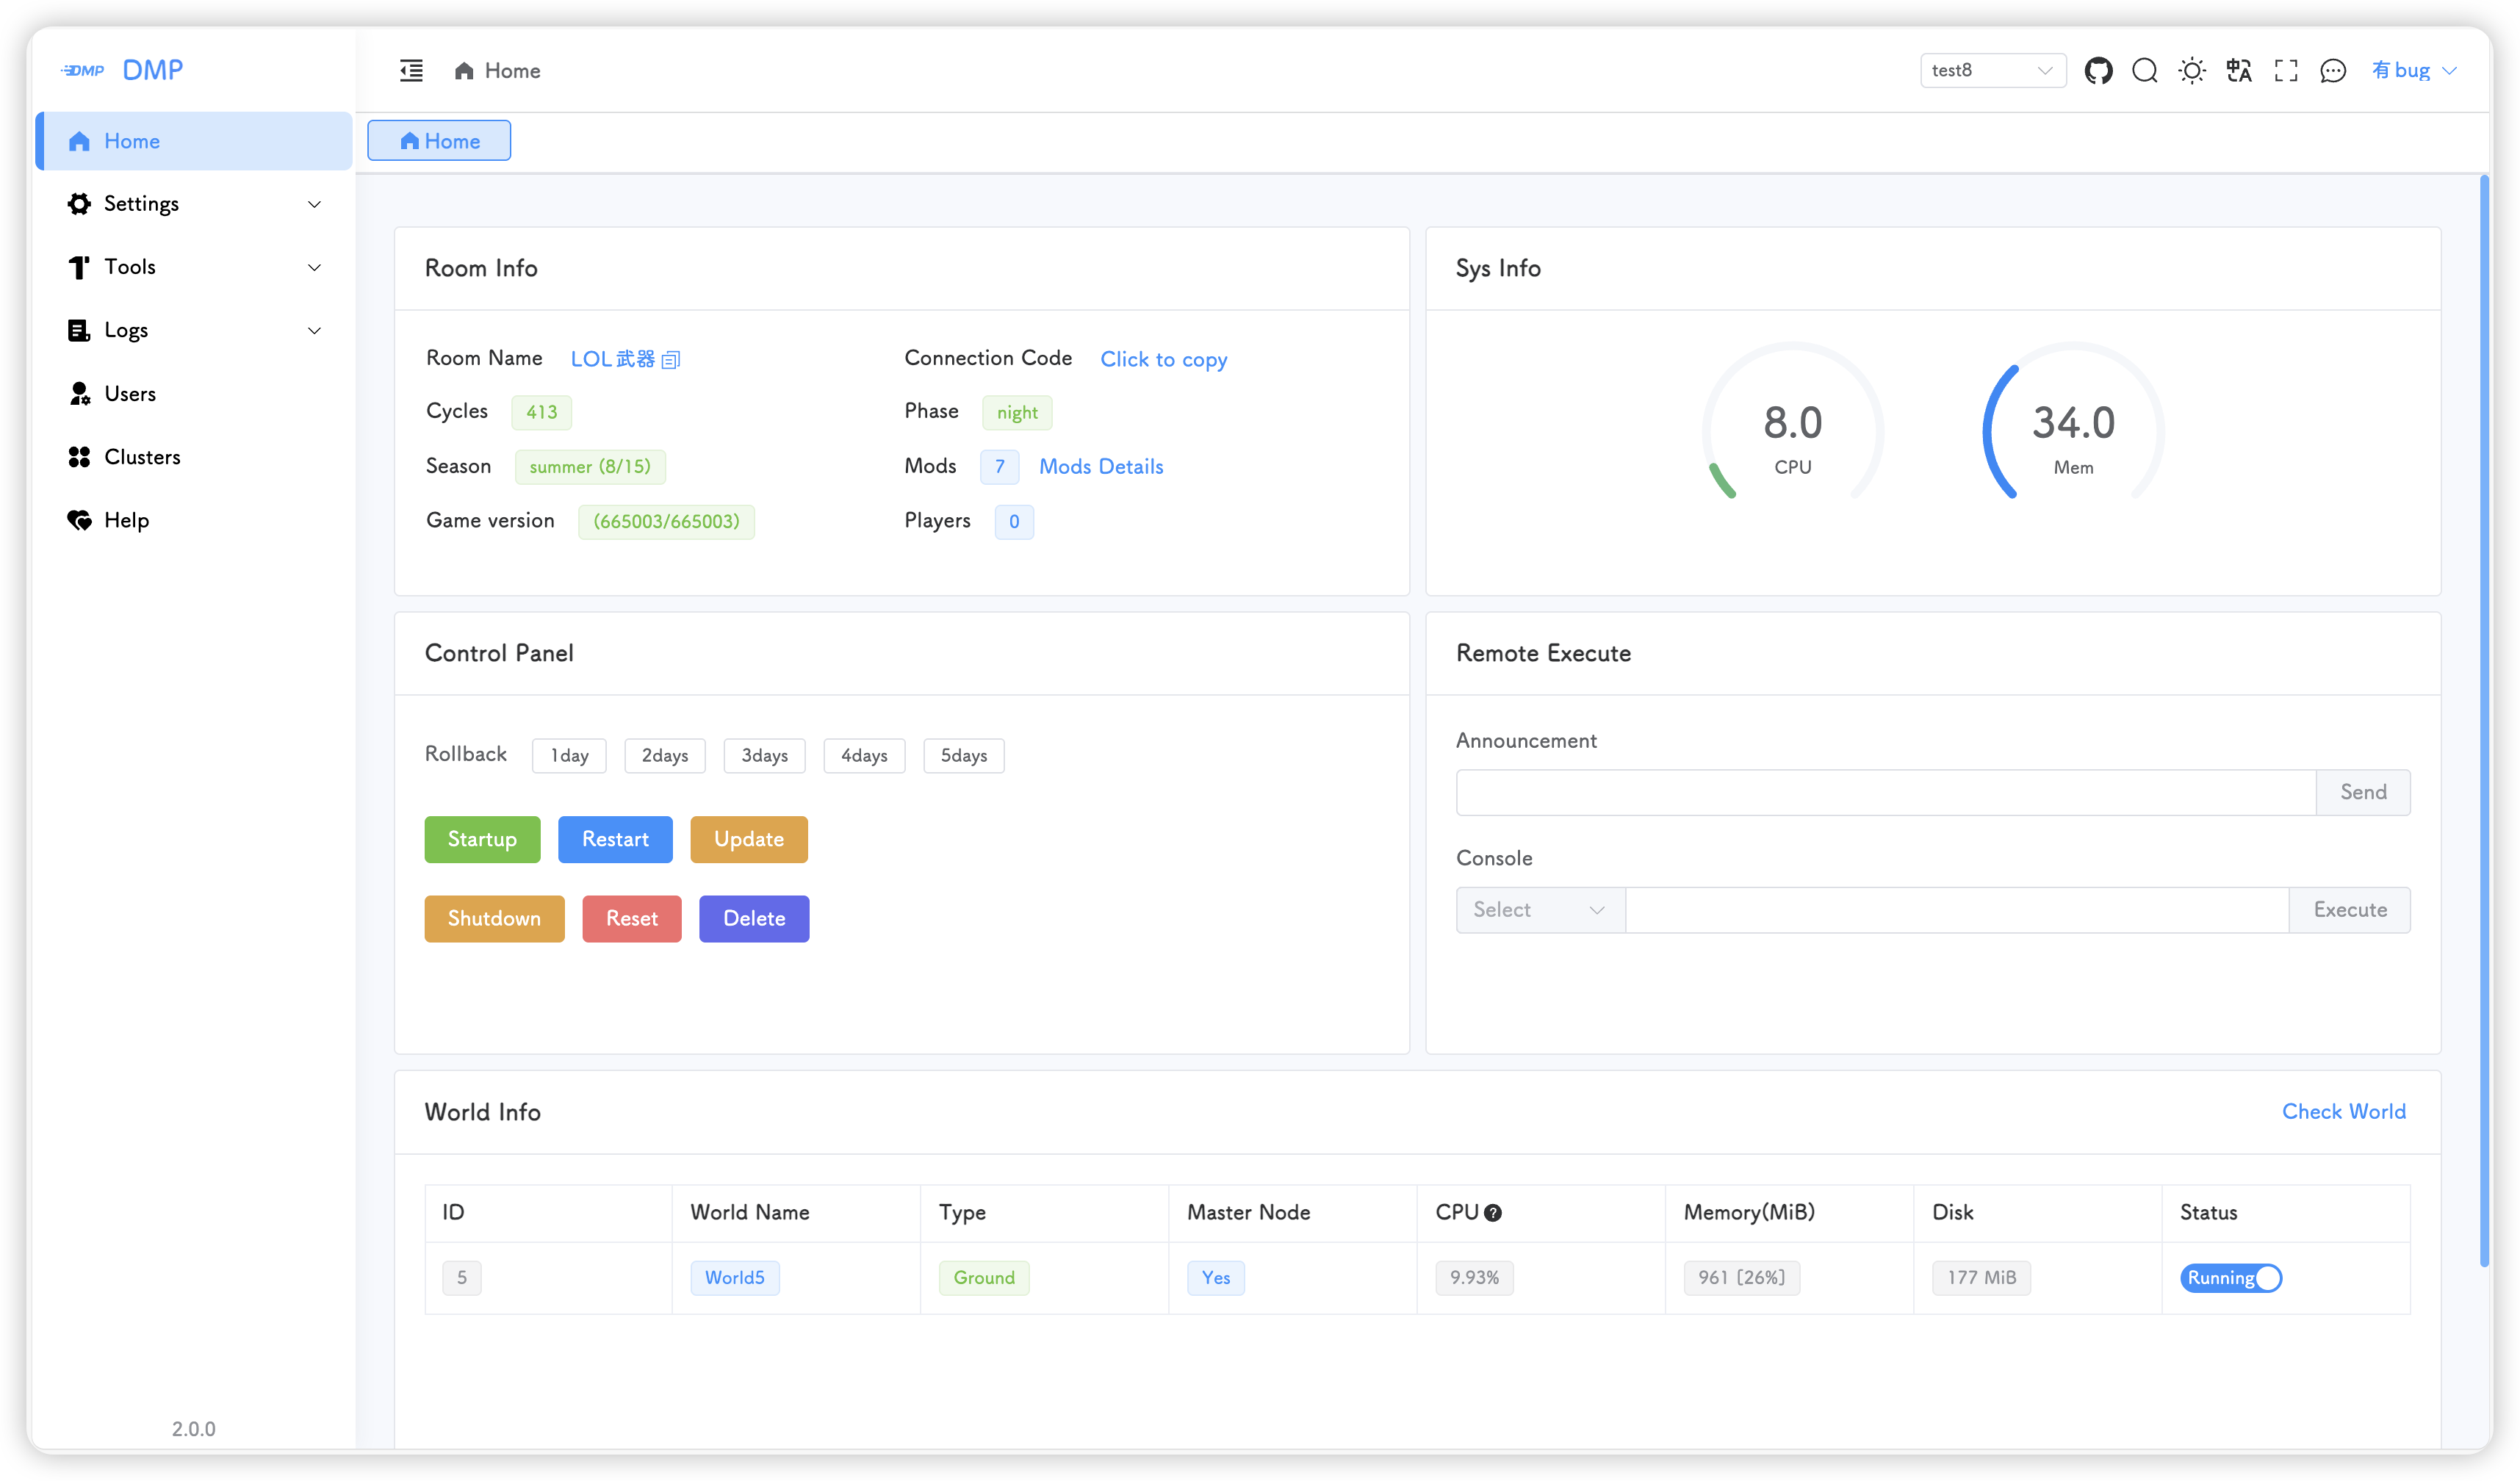 DMP DMP
Home
Settings
Tools
Logs
Users
Clusters
Help
2.0.0
Home
test8
有bug
Home
Room Info
Room Name LOL武器 Connection Code Click to copy
Cycles 413 Phase night
Season summer (8/15) Mods 7 Mods Details
Game version (665003/665003) Players 0
Sys Info
8.0 34.0
CPU Mem
Control Panel
Rollback 1day 2days 3days 4days 5days
Startup Restart Update
Shutdown Reset Delete
Remote Execute
Announcement
Send
Console
Select Execute
World Info Check World
ID World Name Type Master Node CPU Memory(MiB) Disk Status
5 World5 Ground Yes 9.93% 961 [26%] 177 MiB Running